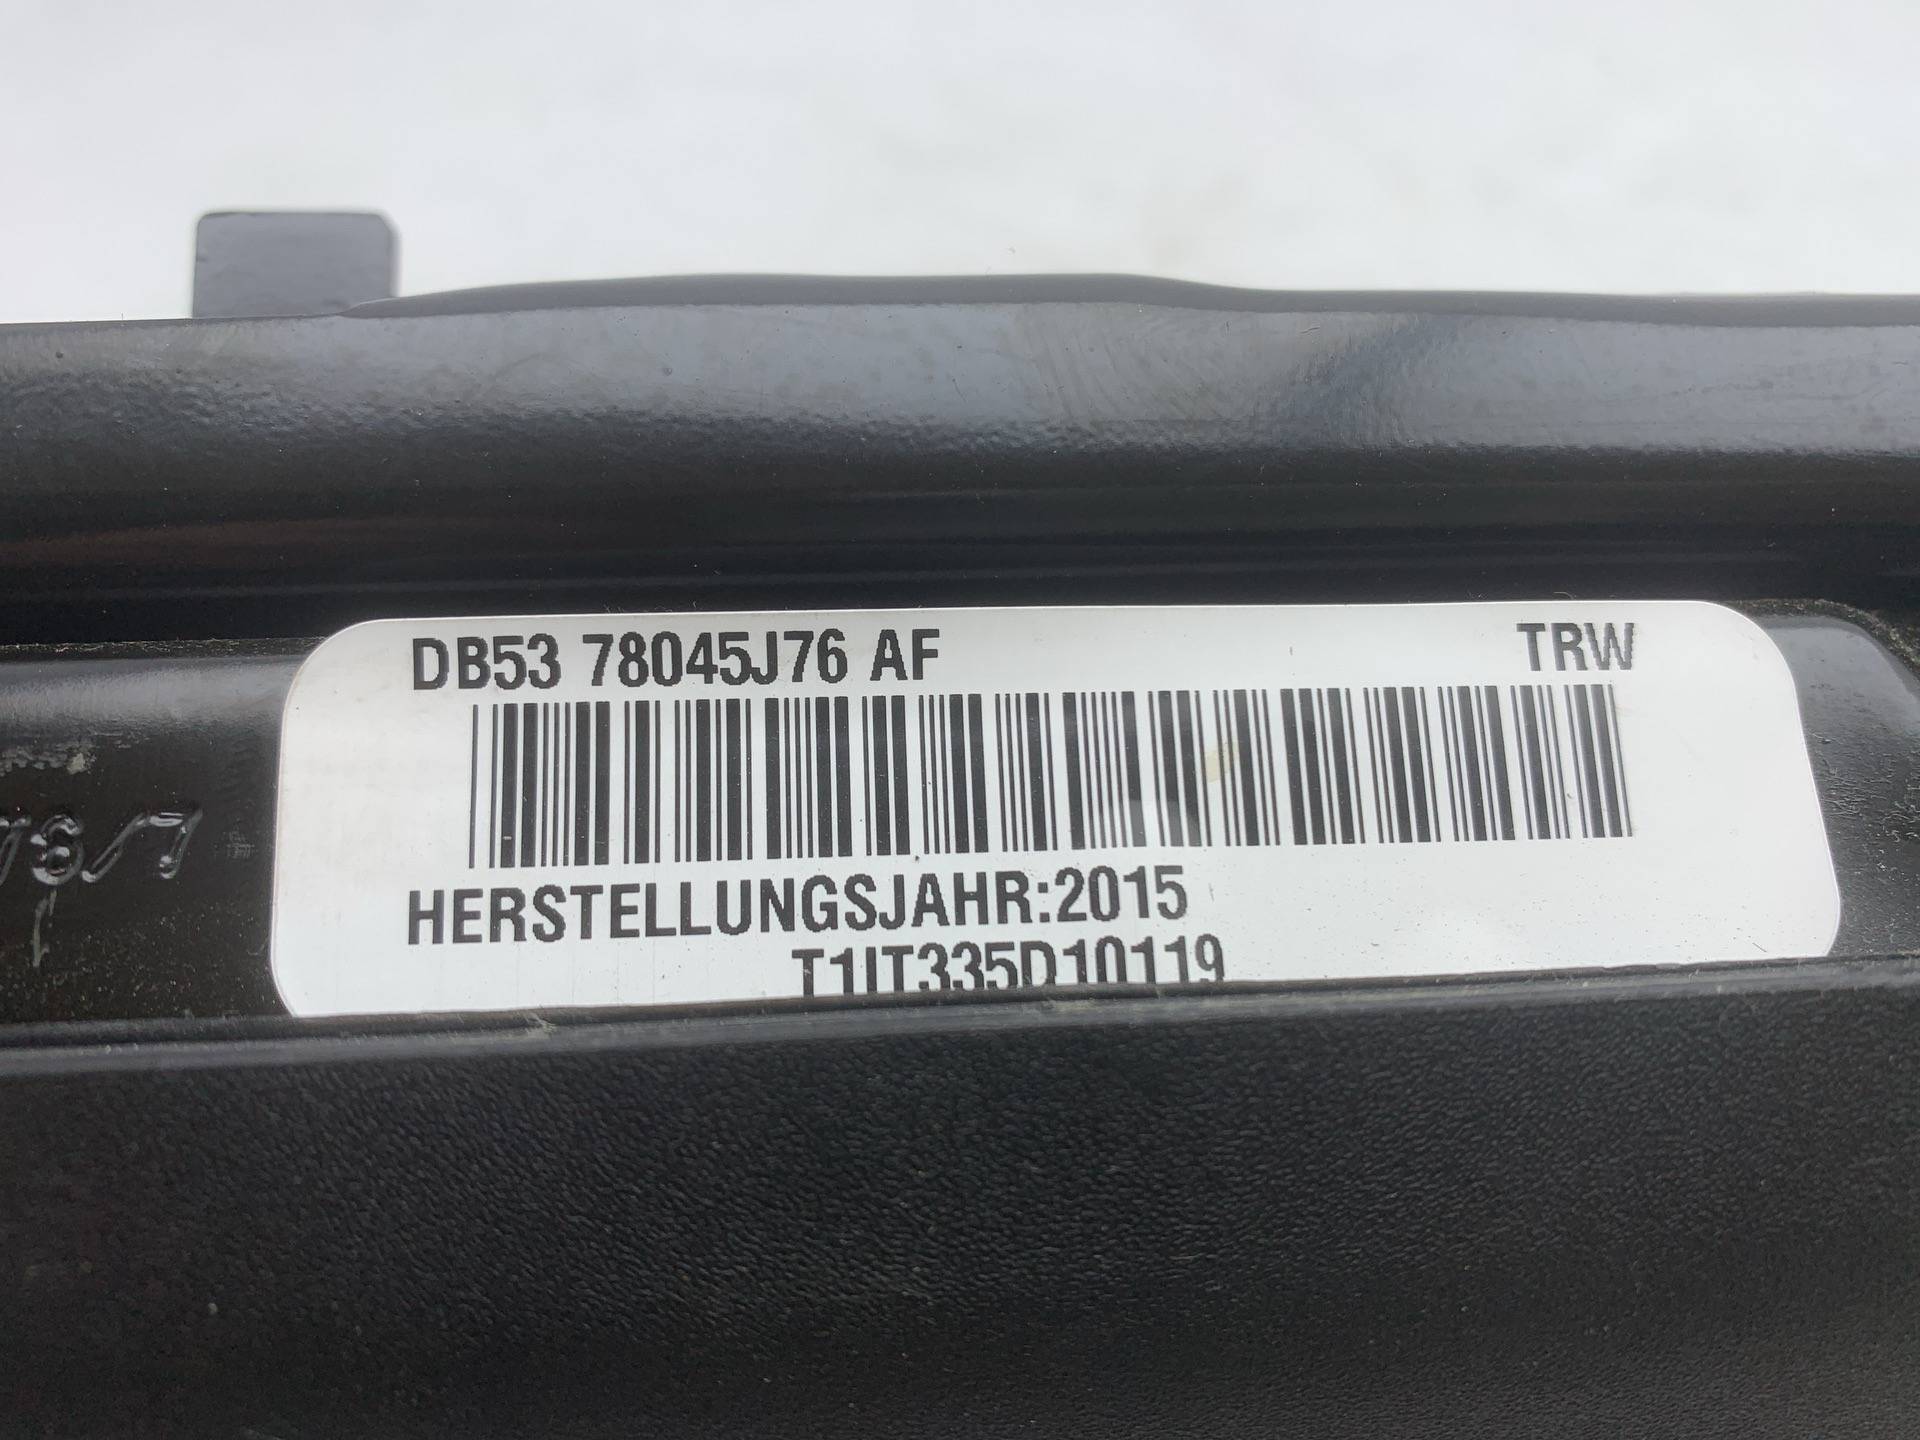 DB53 78045J76 AF TRW
HERSTELLUNGSJAHR:2015
T1IT335D10119